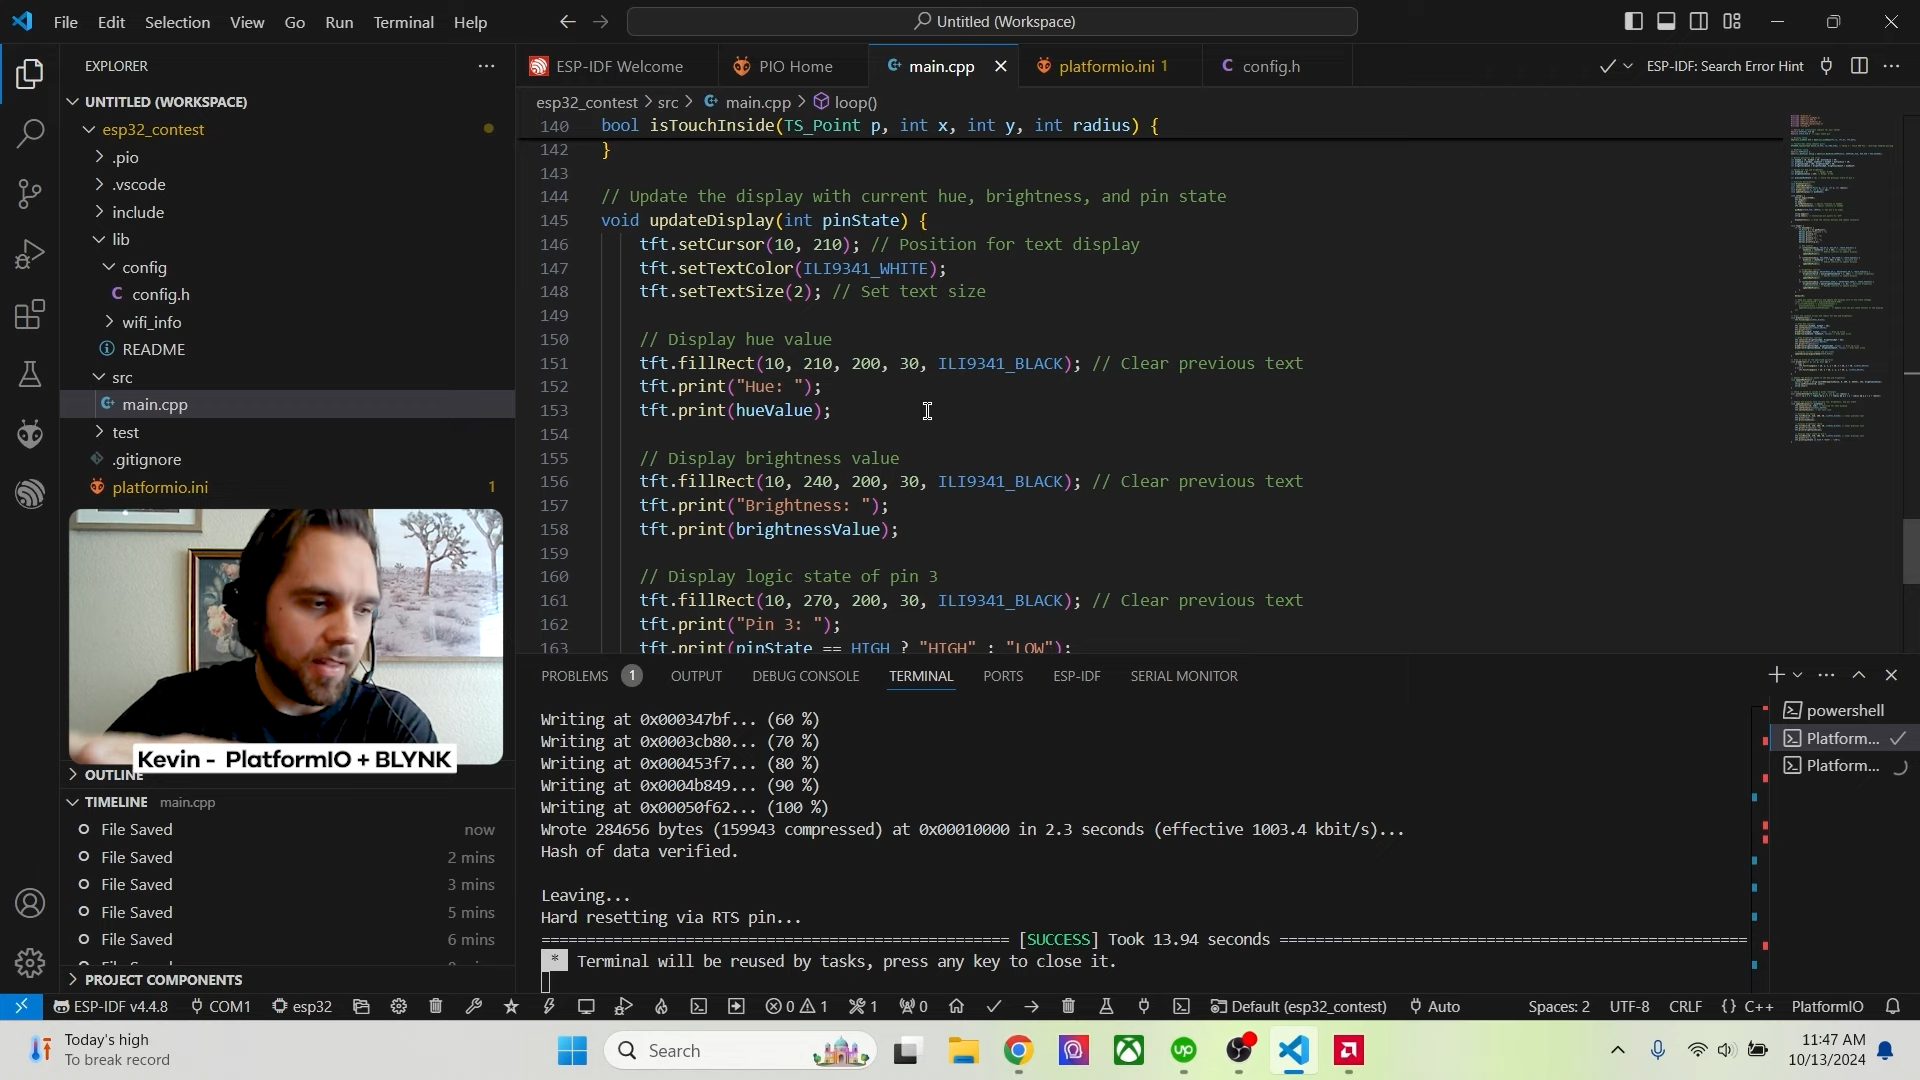 File Edit Selection View Go Run Terminal Help
Untitled (Workspace)
EXPLORER
UNTITLED (WORKSPACE)
esp32_contest
.pio
.vscode
include
lib
config
C config.h
wifi_info
README
src
main.cpp
test
.gitignore
platformio.ini 1
Kevin - PlatformIO + BLYNK
OUTLINE
TIMELINE main.cpp
File Saved now
File Saved 2 mins
File Saved 3 mins
File Saved 5 mins
File Saved 6 mins
PROJECT COMPONENTS
ESP-IDF Welcome PIO Home main.cpp platformio.ini 1 C config.h
ESP-IDF: Search Error Hint
esp32_contest > src > main.cpp > loop()
140 bool isTouchInside(TS_Point p, int x, int y, int radius) {
142 }
143
144 // Update the display with current hue, brightness, and pin state
145 void updateDisplay(int pinState) {
146 tft.setCursor(10, 210); // Position for text display
147 tft.setTextColor(ILI9341_WHITE);
148 tft.setTextSize(2); // Set text size
149
150 // Display hue value
151 tft.fillRect(10, 210, 200, 30, ILI9341_BLACK); // Clear previous text
152 tft.print("Hue: ");
153 tft.print(hueValue);
154
155 // Display brightness value
156 tft.fillRect(10, 240, 200, 30, ILI9341_BLACK); // Clear previous text
157 tft.print("Brightness: ");
158 tft.print(brightnessValue);
159
160 // Display logic state of pin 3
161 tft.fillRect(10, 270, 200, 30, ILI9341_BLACK); // Clear previous text
162 tft.print("Pin 3: ");
163 tft.print(pinState == HIGH ? "HIGH" : "LOW");
PROBLEMS 1 OUTPUT DEBUG CONSOLE TERMINAL PORTS ESP-IDF SERIAL MONITOR
Writing at 0x000347bf... (60 %)
Writing at 0x0003cb80... (70 %)
Writing at 0x000453f7... (80 %)
Writing at 0x0004b849... (90 %)
Writing at 0x00050f62... (100 %)
Wrote 284656 bytes (159943 compressed) at 0x00010000 in 2.3 seconds (effective 1003.4 kbit/s)...
Hash of data verified.
Leaving...
Hard resetting via RTS pin...
================================================= [SUCCESS] Took 13.94 seconds =================================================
* Terminal will be reused by tasks, press any key to close it.
powershell
Platform...
Platform...
ESP-IDF v4.4.8 COM1 esp32 0 1 1 0 Default (esp32_contest) Auto Spaces: 2 UTF-8 CRLF {} C++ PlatformIO
Today's high
To break record
Search
11:47 AM
10/13/2024